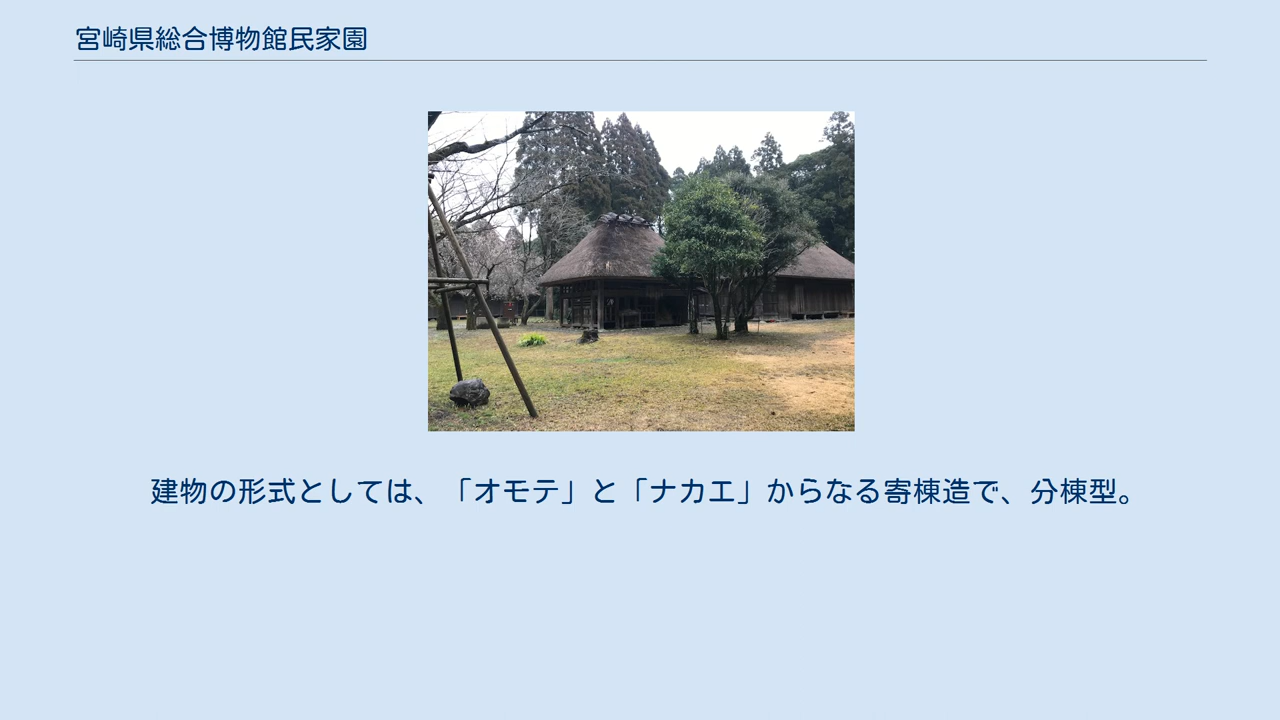 宮崎県総合博物館民家園
建物の形式としては、「オモテ」と「ナカエ」からなる寄棟造で、分棟型。